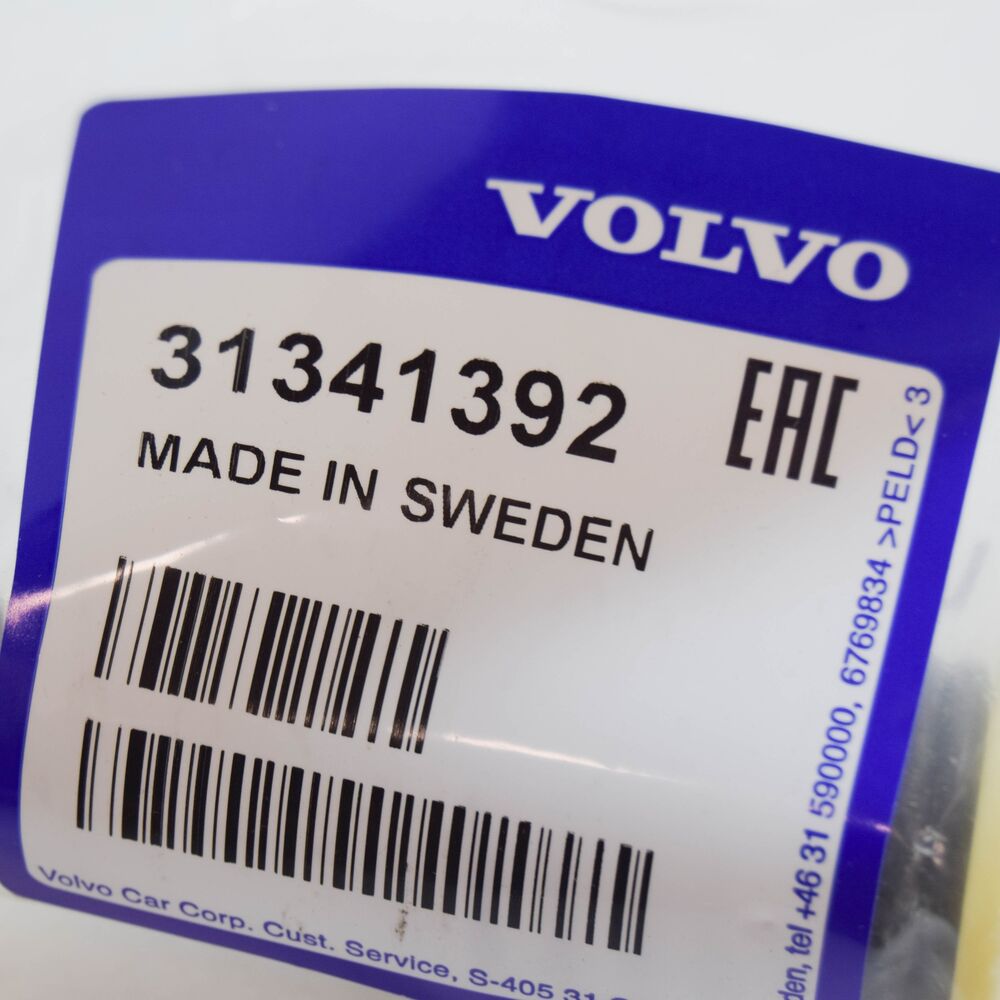 VOLVO
31341392
EAC
MADE IN SWEDEN
Volvo Car Corp. Cust. Service, S-405 31
tel +46 31 590000, 6769834 >PELD< 3